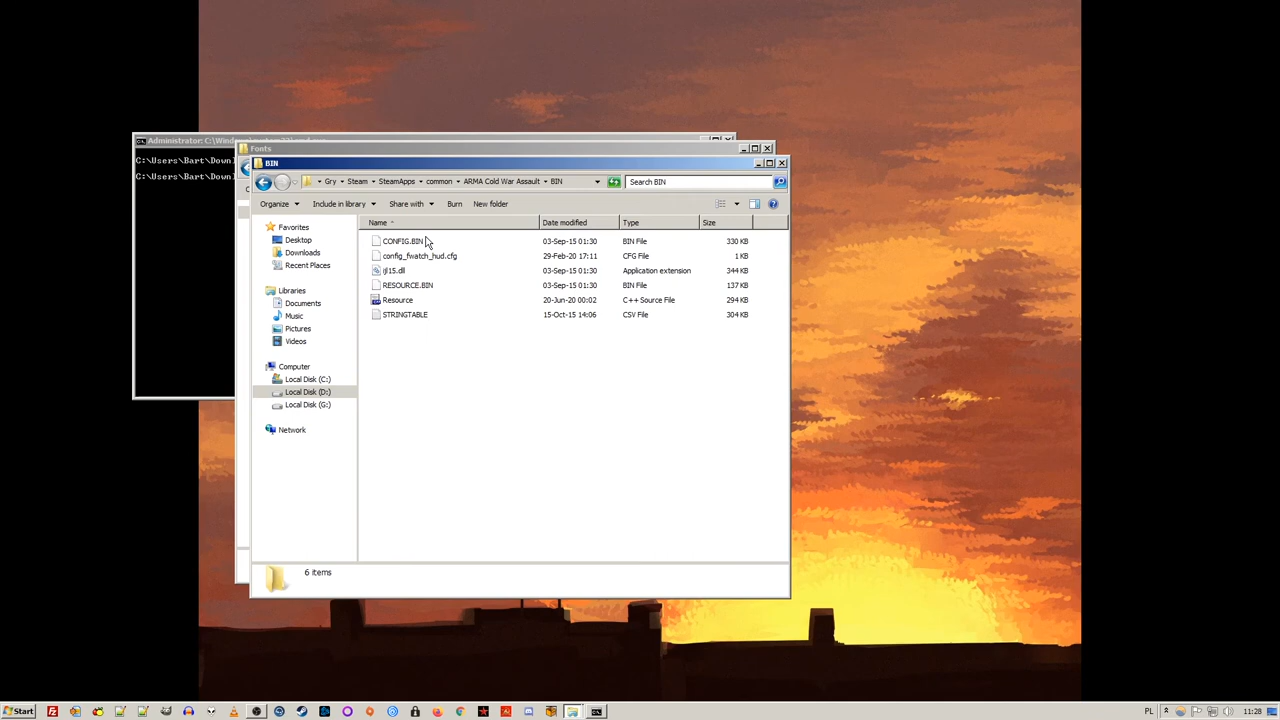 Administrator: C:\Wind
C:\Users\Bart\Down
C:\Users\Bart\Down
Fonts
BIN
Gry
Steam
SteamApps
common
ARMA Cold War Assault
BIN
Search BIN
Organize
Include in library
Share with
Burn
New folder
Name
Date modified
Type
Size
Favorites
Desktop
Downloads
Recent Places
Libraries
Documents
Music
Pictures
Videos
Computer
Local Disk (C:)
Local Disk (D:)
Local Disk (G:)
Network
CONFIG.BIN 03-Sep-15 01:30 BIN File 330 KB
config_fwatch_hud.cfg 29-Feb-20 17:11 CFG File 1 KB
ijl15.dll 03-Sep-15 01:30 Application extension 344 KB
RESOURCE.BIN 03-Sep-15 01:30 BIN File 137 KB
Resource 20-Jun-20 00:02 C++ Source File 294 KB
STRINGTABLE 15-Oct-15 14:06 CSV File 304 KB
6 items
Start
PL
11:28